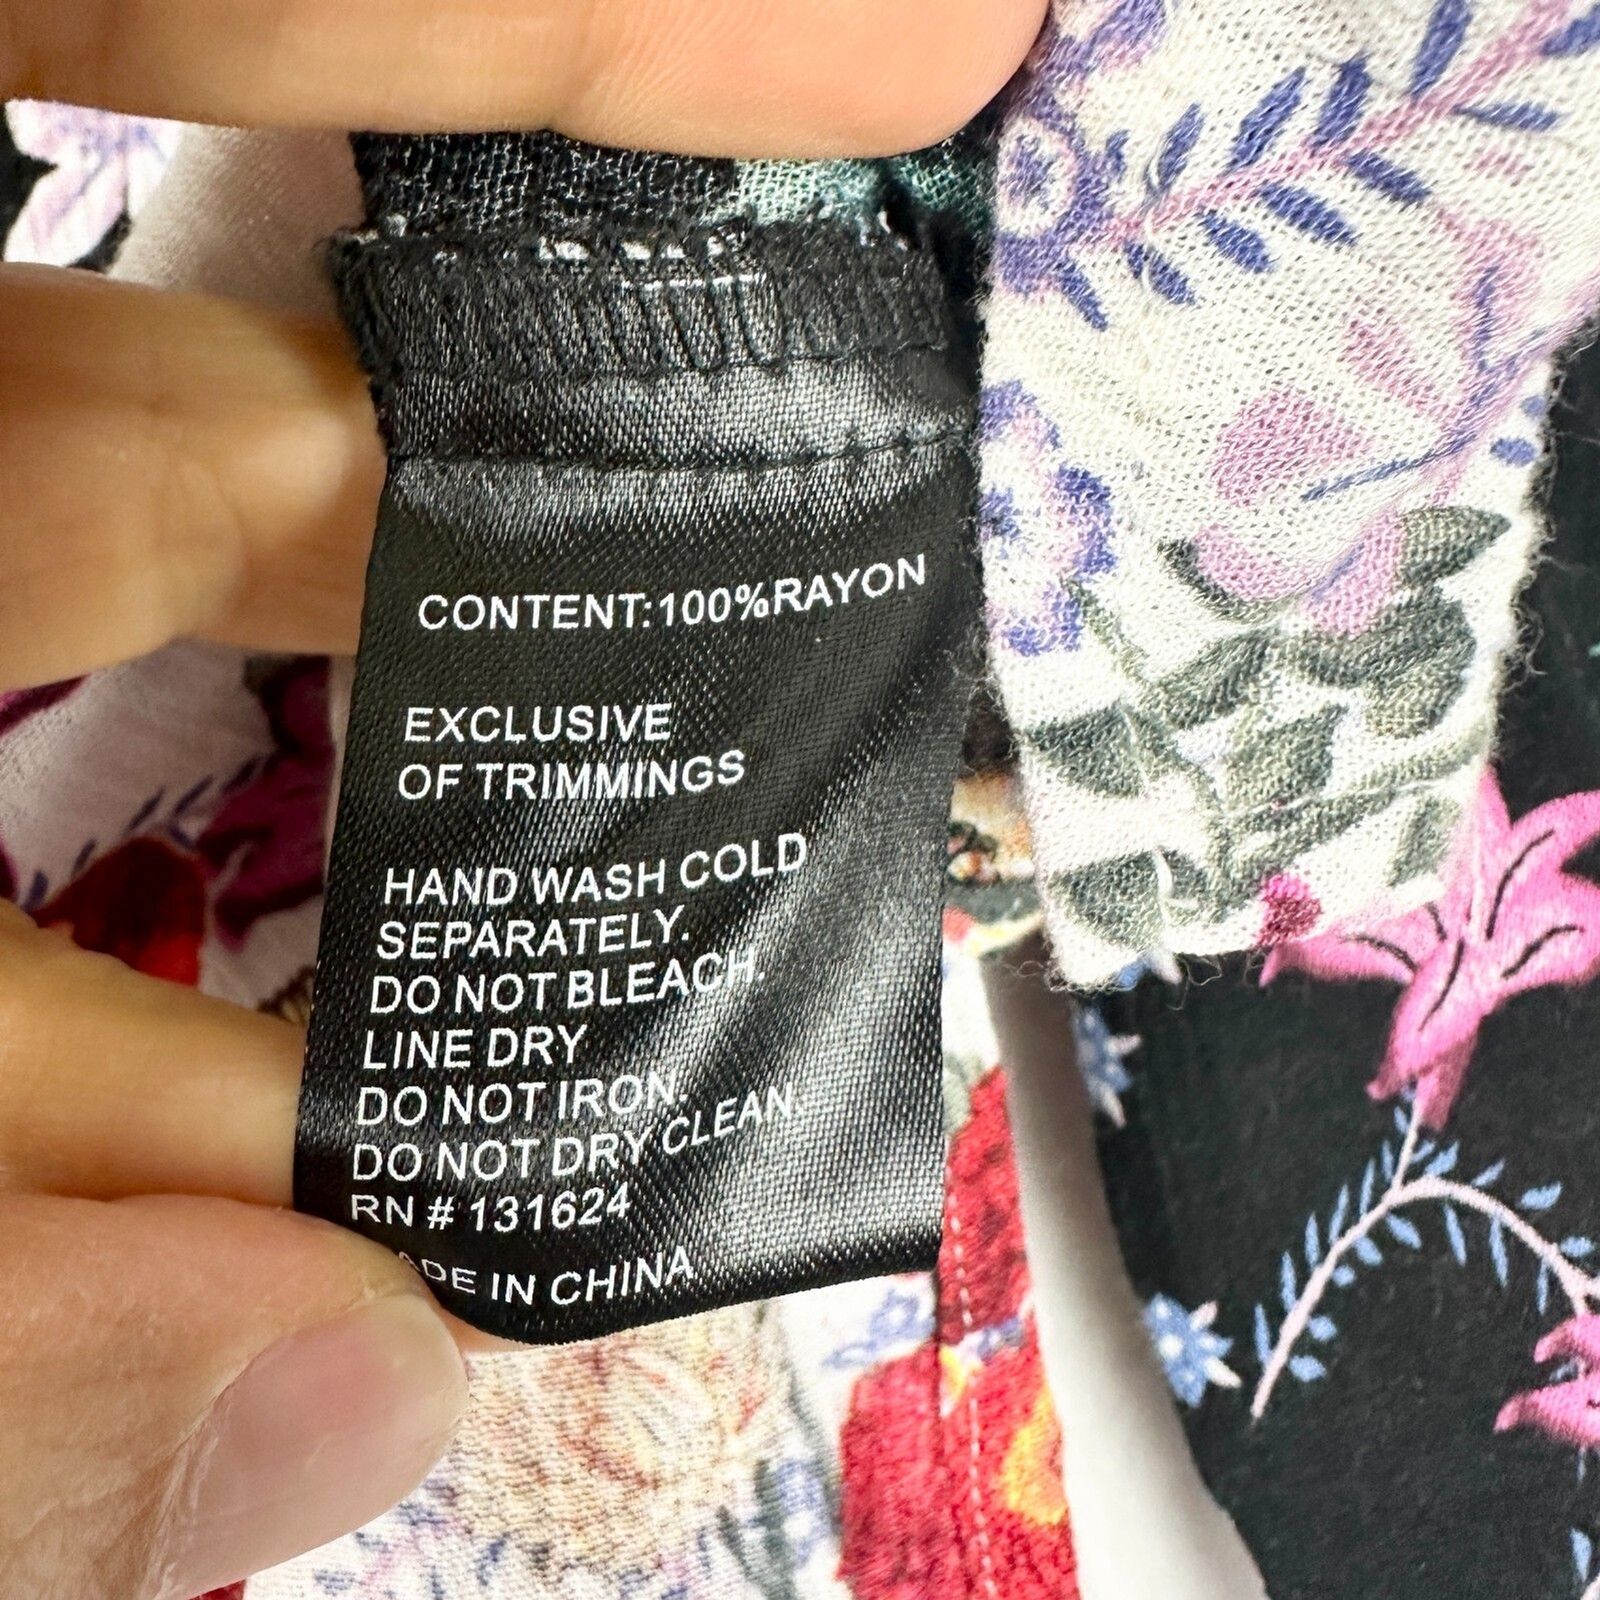 CONTENT:100%RAYON
EXCLUSIVE
OF TRIMMINGS
HAND WASH COLD
SEPARATELY.
DO NOT BLEACH.
LINE DRY
DO NOT IRON.
DO NOT DRY CLEAN.
RN # 131624
ADE IN CHINA